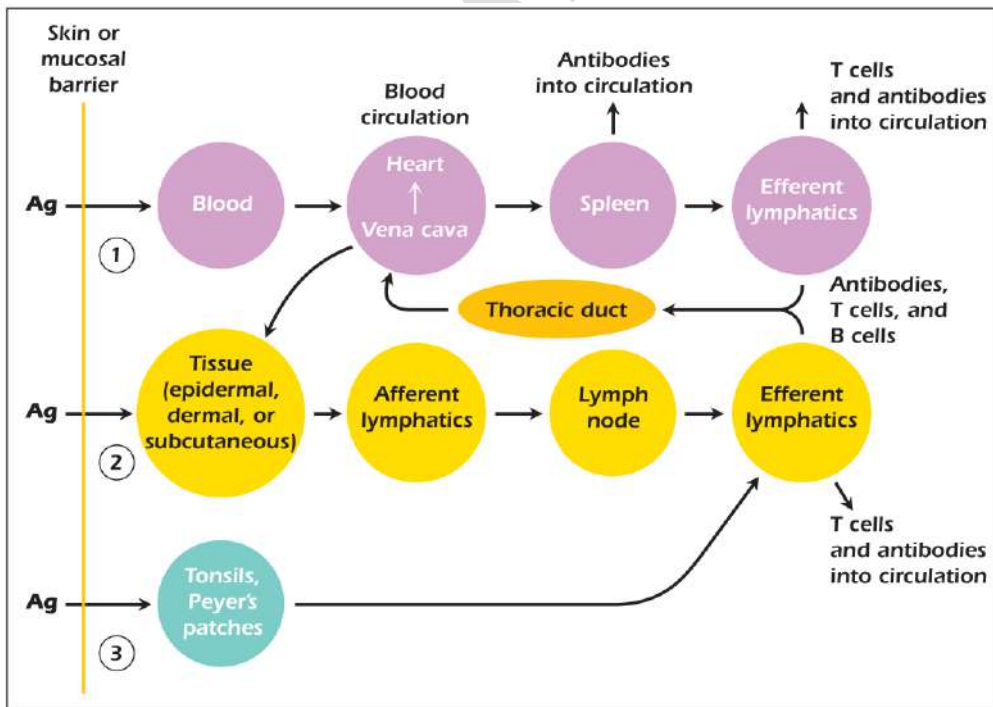 Skin or
mucosal
barrier
Blood
circulation
Antibodies
into circulation
T cells
and antibodies
into circulation
Ag
1
Blood
Heart
Vena cava
Spleen
Efferent
lymphatics
Thoracic duct
Antibodies,
T cells, and
B cells
Ag
2
Tissue
(epidermal,
dermal, or
subcutaneous)
Afferent
lymphatics
Lymph
node
Efferent
lymphatics
T cells
and antibodies
into circulation
Ag
3
Tonsils,
Peyer's
patches